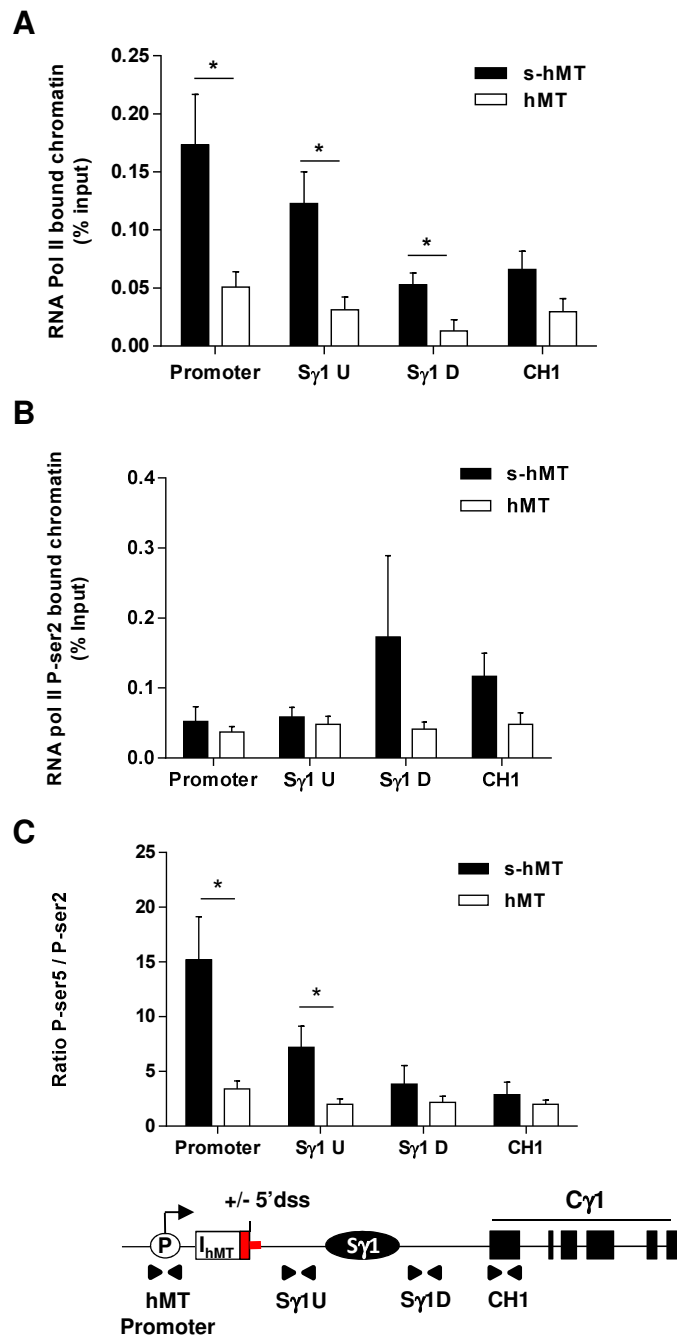 A
RNA Pol II bound chromatin
(% input)
0.25
0.20
0.15
0.10
0.05
0.00
s-hMT
hMT
*
*
*
Promoter
Sγ1 U
Sγ1 D
CH1
B
RNA pol II P-ser2 bound chromatin
(% Input)
0.4
0.3
0.2
0.1
0.0
s-hMT
hMT
Promoter
Sγ1 U
Sγ1 D
CH1
C
Ratio P-ser5 / P-ser2
25
20
15
10
5
0
s-hMT
hMT
*
*
Promoter
Sγ1 U
Sγ1 D
CH1
+/- 5'dss
Cγ1
P
IhMT
Sγ1
hMT
Promoter
Sγ1U
Sγ1D
CH1